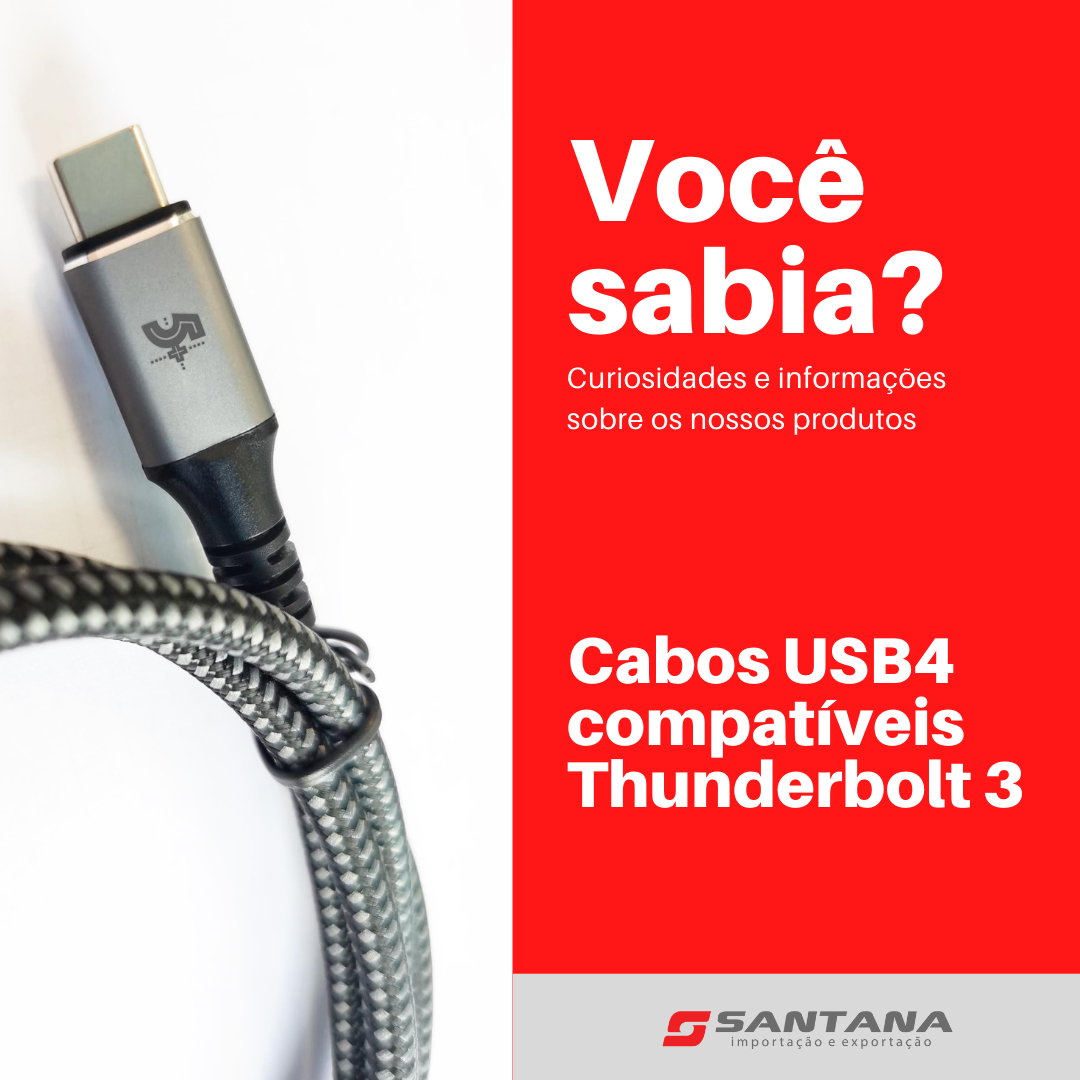 Você
sabia?
Curiosidades e informações
sobre os nossos produtos
Cabos USB4
compatíveis
Thunderbolt 3
SANTANA
importação e exportação